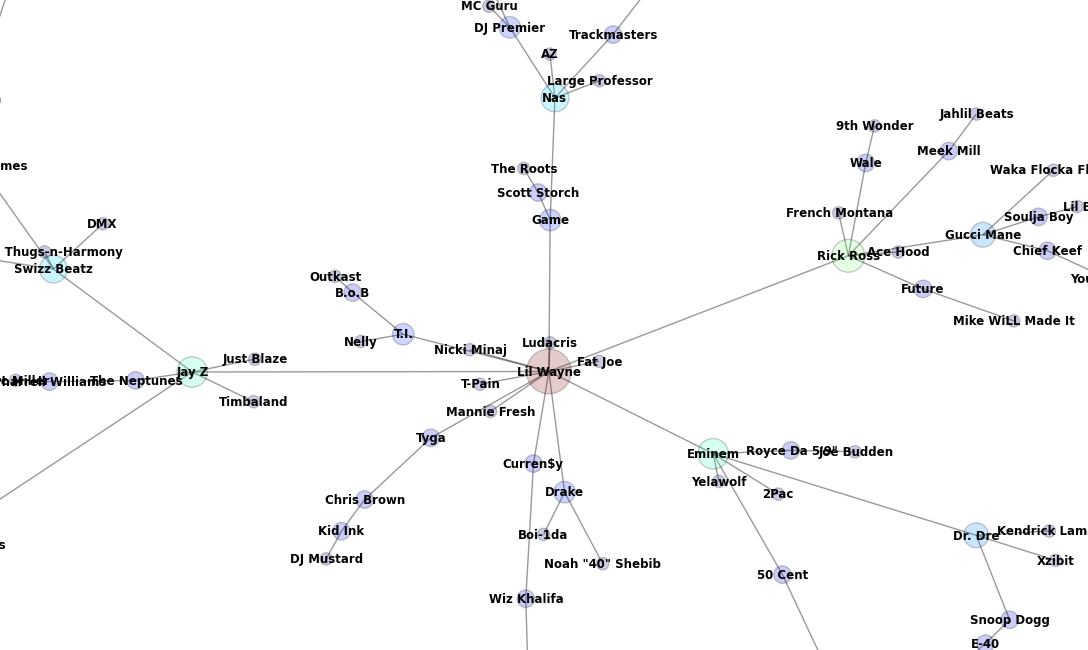 MC Guru
DJ Premier
Trackmasters
AZ
Large Professor
Nas
Jahlil Beats
9th Wonder
Meek Mill
mes
Wale
The Roots
Waka Flocka Fl
Scott Storch
French Montana
Lil B
Soulja Boy
DMX
Game
Gucci Mane
Thugs-n-Harmony
Ace Hood
Chief Keef
Swizz Beatz
Rick Ross
Outkast
You
B.o.B
Future
Mike WiLL Made It
T.I.
Nelly
Ludacris
Nicki Minaj
Just Blaze
Fat Joe
Jay Z
Lil Wayne
Williams
The Neptunes
T-Pain
Timbaland
Mannie Fresh
Tyga
Royce Da 5'9"
Joe Budden
Eminem
Curren$y
Yelawolf
Drake
2Pac
Chris Brown
Kid Ink
Kendrick Lam
Boi-1da
Dr. Dre
s
DJ Mustard
Xzibit
Noah "40" Shebib
50 Cent
Wiz Khalifa
Snoop Dogg
E-40